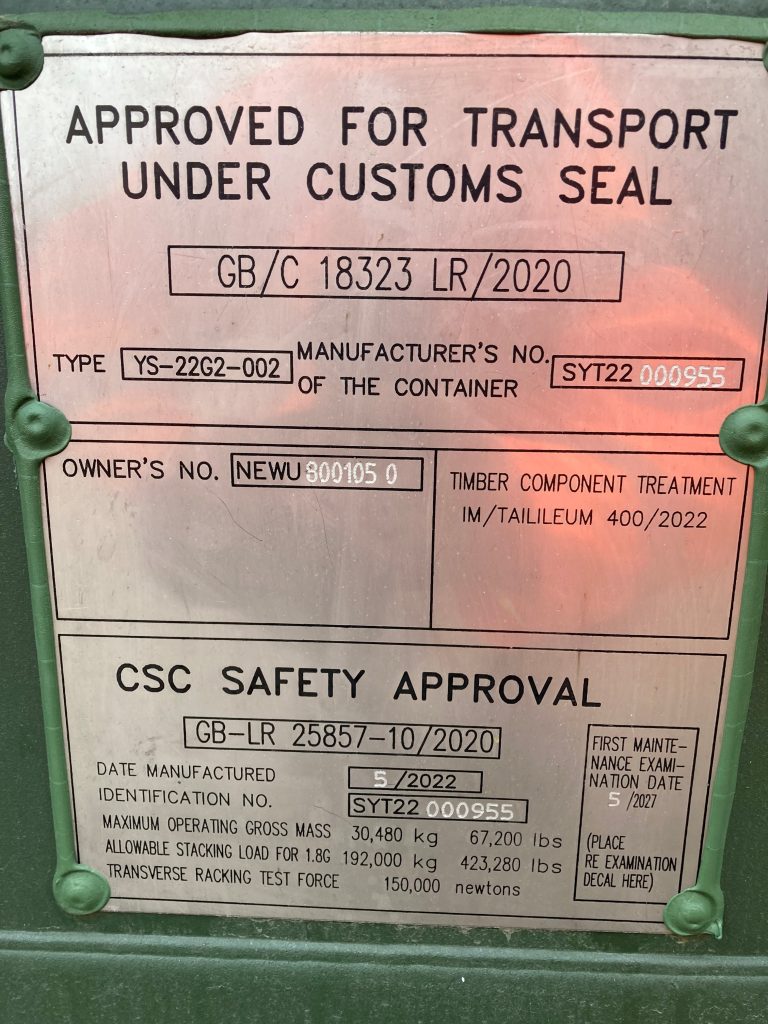 APPROVED FOR TRANSPORT
UNDER CUSTOMS SEAL
GB/C 18323 LR/2020
TYPE YS-22G2-002 MANUFACTURER'S NO. OF THE CONTAINER SYT22 000955
OWNER'S NO. NEWU 800105 0
TIMBER COMPONENT TREATMENT
IM/TAILILEUM 400/2022
CSC SAFETY APPROVAL
GB-LR 25857-10/2020
DATE MANUFACTURED 5/2022
IDENTIFICATION NO. SYT22 000955
MAXIMUM OPERATING GROSS MASS 30,480 kg 67,200 lbs
ALLOWABLE STACKING LOAD FOR 1.8G 192,000 kg 423,280 lbs
TRANSVERSE RACKING TEST FORCE 150,000 newtons
FIRST MAINTE-
NANCE EXAMI-
NATION DATE
5 /2027
(PLACE
RE EXAMINATION
DECAL HERE)